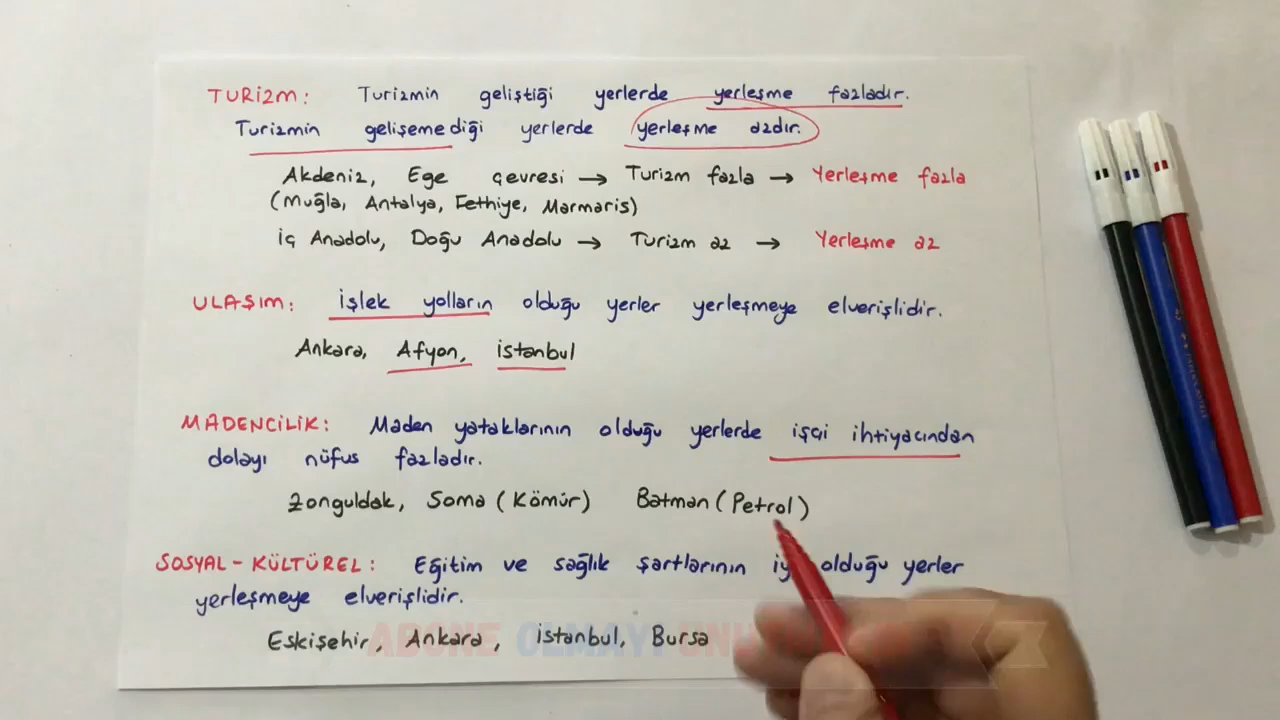 TURİZM: Turizmin geliştiği yerlerde yerleşme fazladır.
Turizmin gelişemediği yerlerde yerleşme azdır.
Akdeniz, Ege çevresi → Turizm fazla → Yerleşme fazla
(Muğla, Antalya, Fethiye, Marmaris)
İç Anadolu, Doğu Anadolu → Turizm az → Yerleşme az
ULAŞIM: İşlek yolların olduğu yerler yerleşmeye elverişlidir.
Ankara, Afyon, İstanbul
MADENCİLİK: Maden yataklarının olduğu yerlerde işçi ihtiyacından
dolayı nüfus fazladır.
Zonguldak, Soma (Kömür) Batman (Petrol)
SOSYAL-KÜLTÜREL: Eğitim ve sağlık şartlarının iy olduğu yerler
yerleşmeye elverişlidir.
Eskişehir, Ankara, İstanbul, Bursa
ABONE OLMAYI